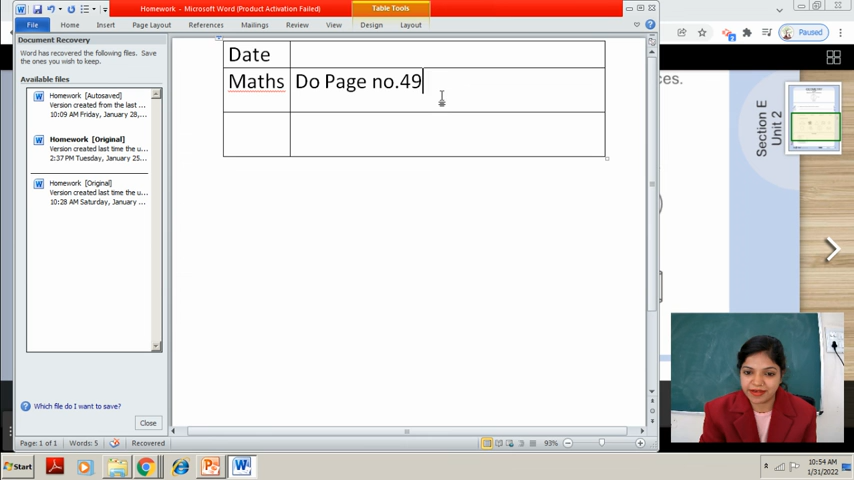 Homework - Microsoft Word (Product Activation Failed)
Table Tools
File
Home
Insert
Page Layout
References
Mailings
Review
View
Design
Layout
Paused
Document Recovery
Word has recovered the following files. Save
the ones you wish to keep.
Available files
Homework [Autosaved]
Version created from the last ...
10:09 AM Friday, January 28,...
Homework [Original]
Version created last time the u...
2:37 PM Tuesday, January 25...
Homework [Original]
Version created last time the u...
10:28 AM Saturday, January ...
Which file do I want to save?
Close
Date
Maths
Do Page no.49
ces.
Section E
Unit 2
Page: 1 of 1
Words: 5
Recovered
93%
Start
10:54 AM
1/31/2022